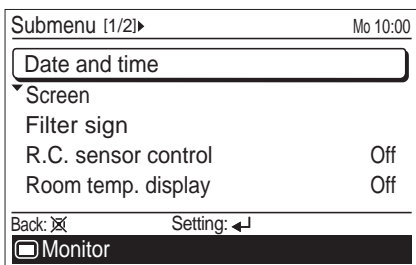 Submenu [1/2]▶ Mo 10:00
Date and time
Screen
Filter sign
R.C. sensor control Off
Room temp. display Off
Back: Setting:
Monitor